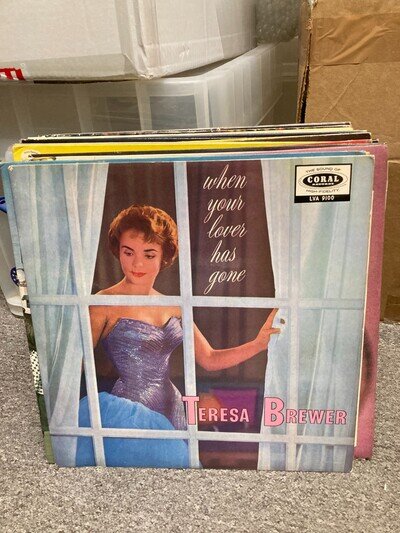 when
your
lover
has
gone
THE SOUND OF
CORAL
RECORDS
HIGH-FIDELITY
LVA 9100
TERESA BREWER